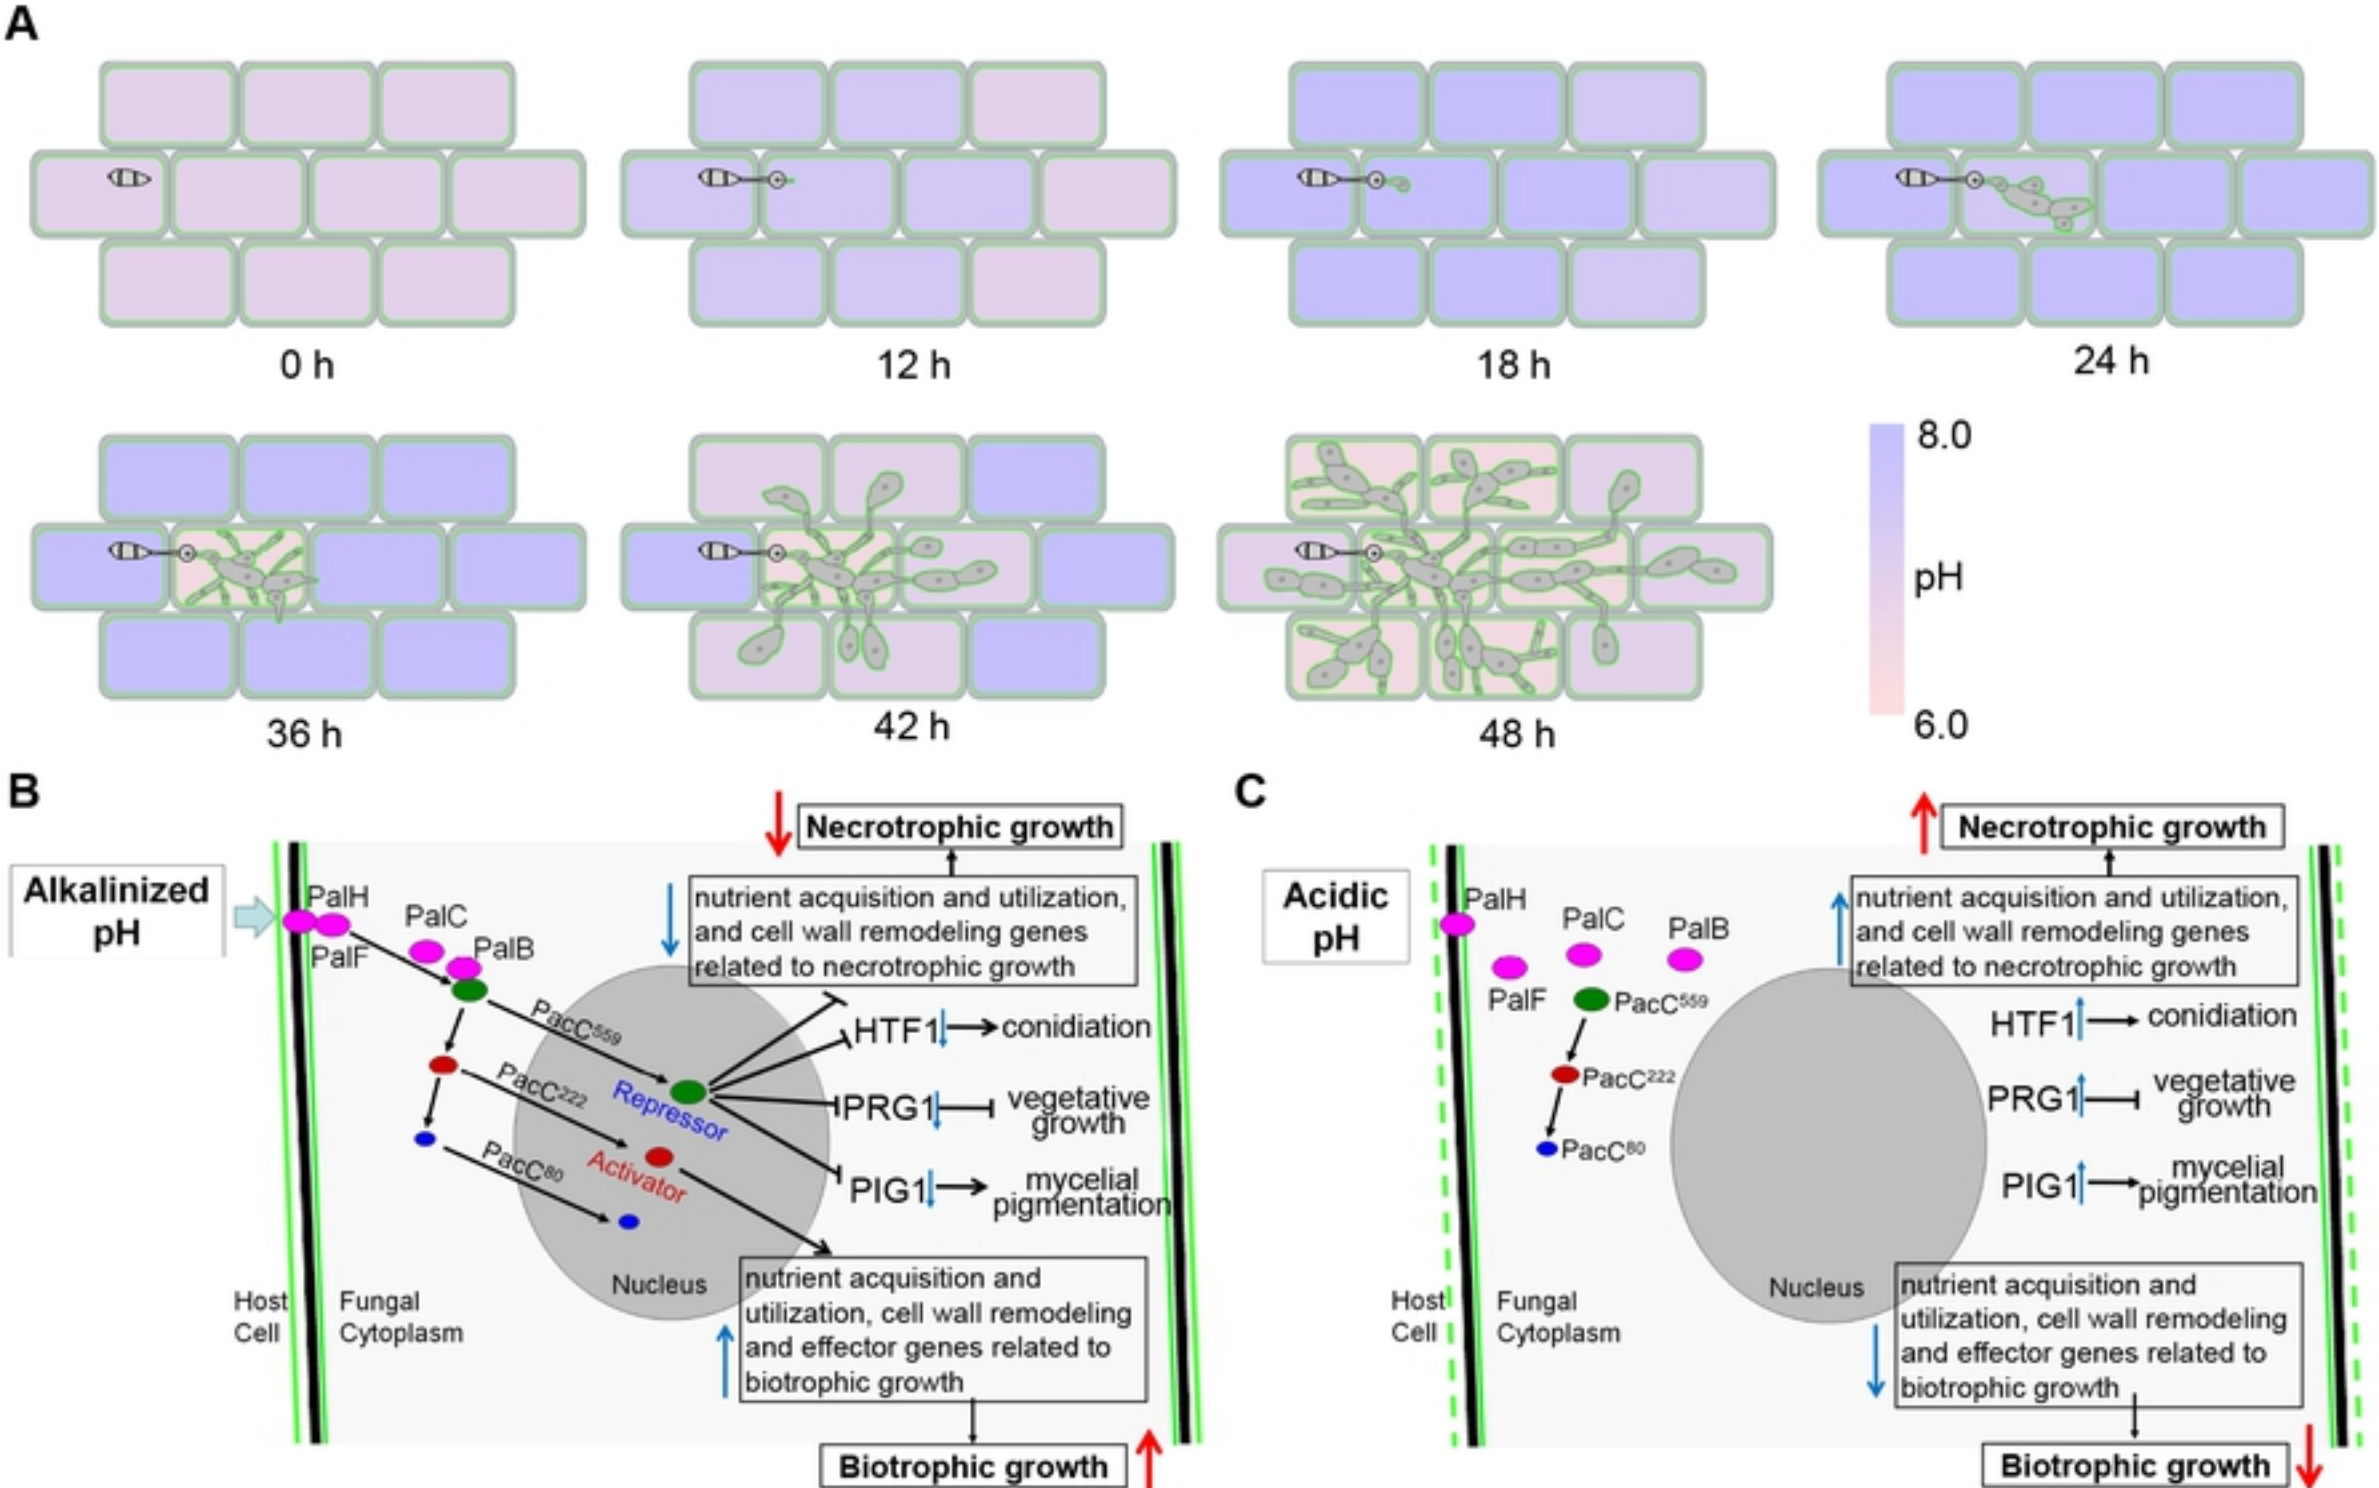 A
0 h
12 h
18 h
24 h
36 h
42 h
48 h
8.0
pH
6.0
B
Alkalinized
pH
PalH
PalF
PalC
PalB
PacC559
PacC222
PacC80
Repressor
Activator
Nucleus
Host
Cell
Fungal
Cytoplasm
Necrotrophic growth
nutrient acquisition and utilization,
and cell wall remodeling genes
related to necrotrophic growth
HTF1 conidiation
PRG1 vegetative
growth
PIG1 mycelial
pigmentation
nutrient acquisition and
utilization, cell wall remodeling
and effector genes related to
biotrophic growth
Biotrophic growth
C
Acidic
pH
PalH
PalF
PalC
PalB
PacC559
PacC222
PacC80
Nucleus
Host
Cell
Fungal
Cytoplasm
Necrotrophic growth
nutrient acquisition and utilization,
and cell wall remodeling genes
related to necrotrophic growth
HTF1 conidiation
PRG1 vegetative
growth
PIG1 mycelial
pigmentation
nutrient acquisition and
utilization, cell wall remodeling
and effector genes related to
biotrophic growth
Biotrophic growth